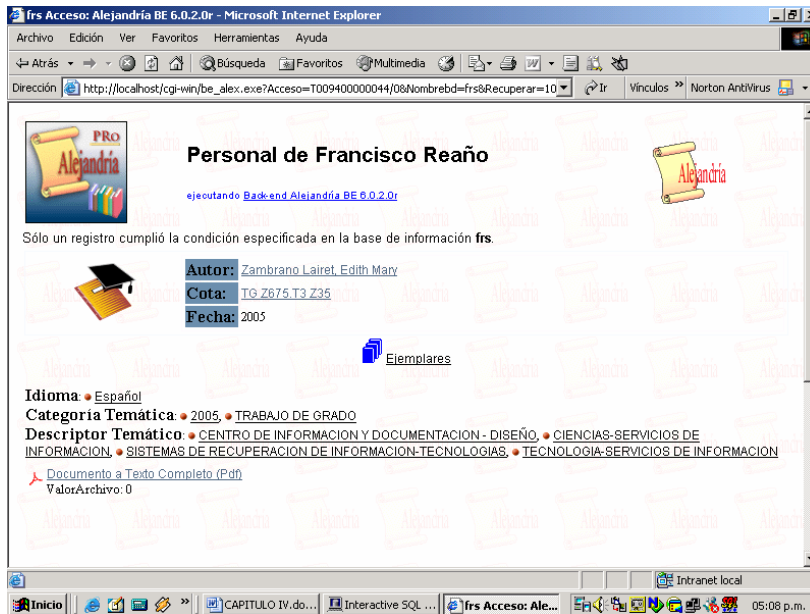 frs Acceso: Alejandría BE 6.0.2.0r - Microsoft Internet Explorer
Archivo Edición Ver Favoritos Herramientas Ayuda
Atrás Búsqueda Favoritos Multimedia
Dirección http://localhost/cgi-win/be_alex.exe?Acceso=T009400000044/0&Nombrebd=frs&Recuperar=10 Ir Vínculos » Norton AntiVirus
PRO
Alejandría
Personal de Francisco Reaño
Alejandría
ejecutando Back-end Alejandría BE 6.0.2.0r
Sólo un registro cumplió la condición especificada en la base de información frs.
Autor: Zambrano Lairet, Edith Mary
Cota: TG Z675.T3 Z35
Fecha: 2005
Ejemplares
Idioma: Español
Categoría Temática: 2005, TRABAJO DE GRADO
Descriptor Temático: CENTRO DE INFORMACION Y DOCUMENTACION - DISEÑO, CIENCIAS-SERVICIOS DE
INFORMACION, SISTEMAS DE RECUPERACION DE INFORMACION-TECNOLOGIAS, TECNOLOGIA-SERVICIOS DE INFORMACION
Documento a Texto Completo (Pdf)
ValorArchivo: 0
Intranet local
Inicio » CAPITULO IV.do... Interactive SQL ... frs Acceso: Ale... 05:08 p.m.